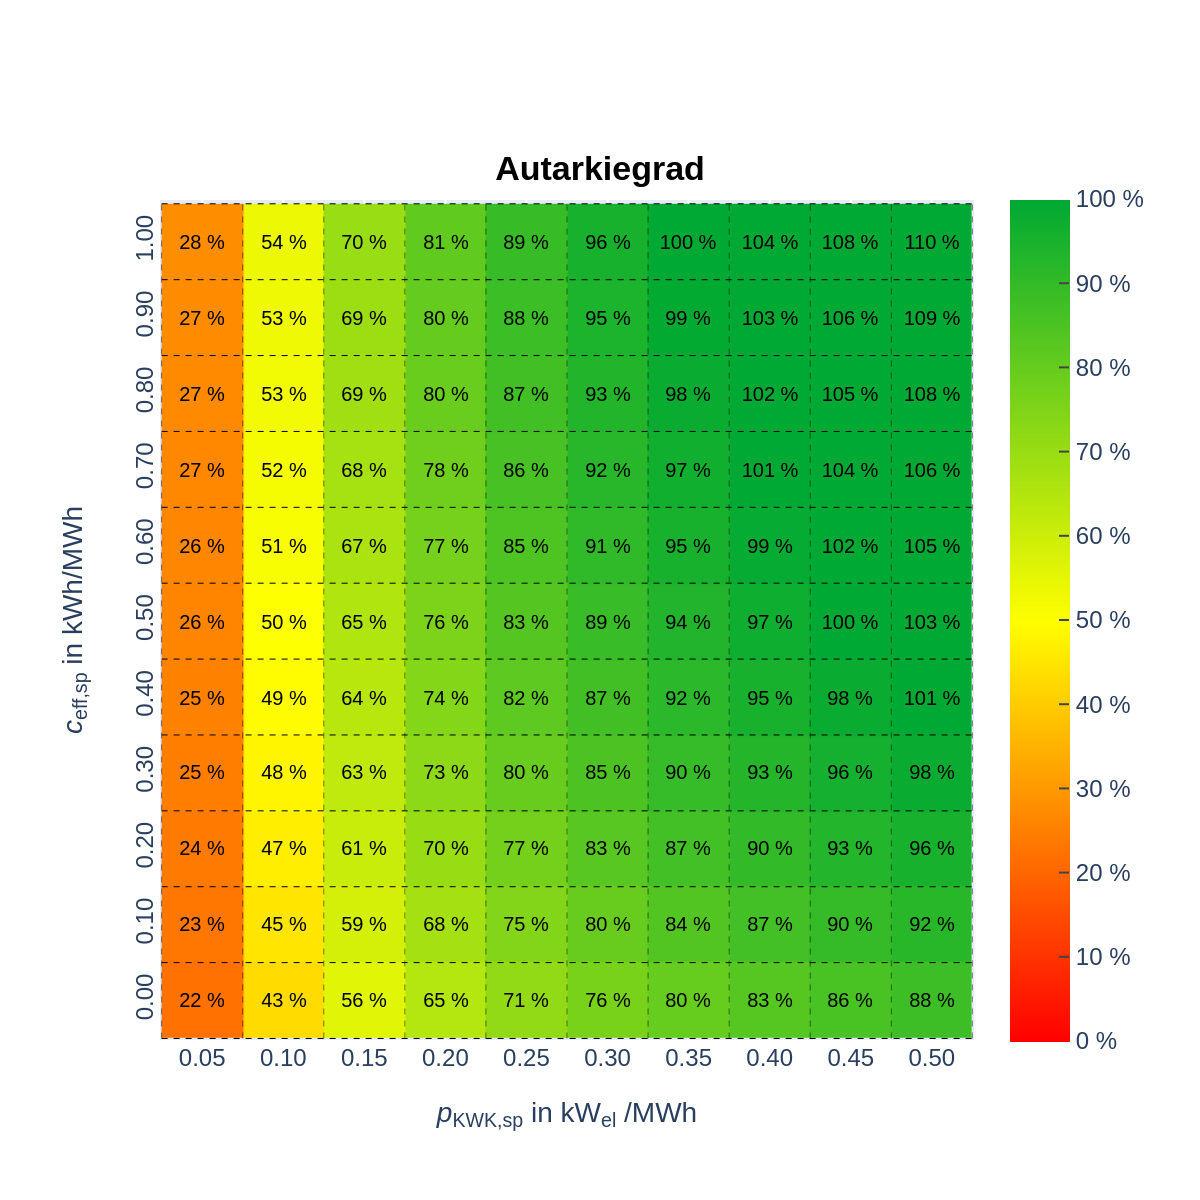 Autarkiegrad
1.00 28 % 54 % 70 % 81 % 89 % 96 % 100 % 104 % 108 % 110 %
0.90 27 % 53 % 69 % 80 % 88 % 95 % 99 % 103 % 106 % 109 %
0.80 27 % 53 % 69 % 80 % 87 % 93 % 98 % 102 % 105 % 108 %
0.70 27 % 52 % 68 % 78 % 86 % 92 % 97 % 101 % 104 % 106 %
0.60 26 % 51 % 67 % 77 % 85 % 91 % 95 % 99 % 102 % 105 %
0.50 26 % 50 % 65 % 76 % 83 % 89 % 94 % 97 % 100 % 103 %
0.40 25 % 49 % 64 % 74 % 82 % 87 % 92 % 95 % 98 % 101 %
0.30 25 % 48 % 63 % 73 % 80 % 85 % 90 % 93 % 96 % 98 %
0.20 24 % 47 % 61 % 70 % 77 % 83 % 87 % 90 % 93 % 96 %
0.10 23 % 45 % 59 % 68 % 75 % 80 % 84 % 87 % 90 % 92 %
0.00 22 % 43 % 56 % 65 % 71 % 76 % 80 % 83 % 86 % 88 %
0.05 0.10 0.15 0.20 0.25 0.30 0.35 0.40 0.45 0.50
pKWK,sp in kWel /MWh
ceff,sp in kWh/MWh
100 %
90 %
80 %
70 %
60 %
50 %
40 %
30 %
20 %
10 %
0 %